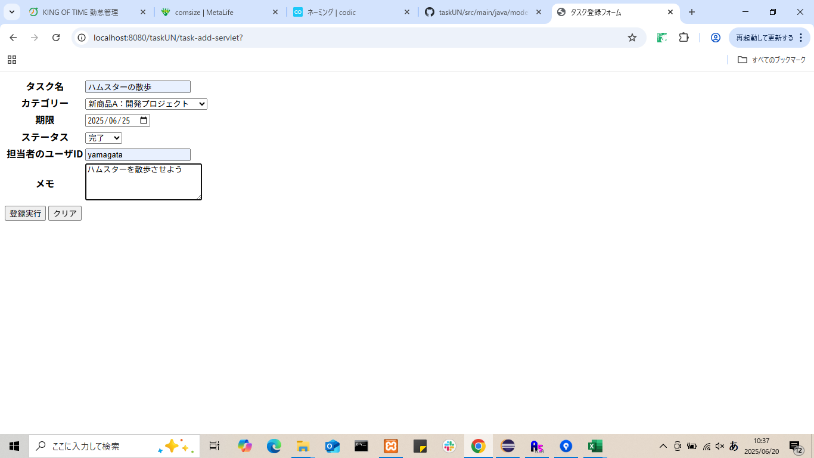 KING OF TIME 勤怠管理
comsize | MetaLife
ネーミング | codic
taskUN/src/main/java/mode
タスク登録フォーム
localhost:8080/taskUN/task-add-servlet?
再起動して更新する
すべてのブックマーク
タスク名 ハムスターの散歩
カテゴリー 新商品A：開発プロジェクト
期限 2025/06/25
ステータス 完了
担当者のユーザID yamagata
メモ ハムスターを散歩させよう
登録実行 クリア
ここに入力して検索
あ
10:37
2025/06/20
12